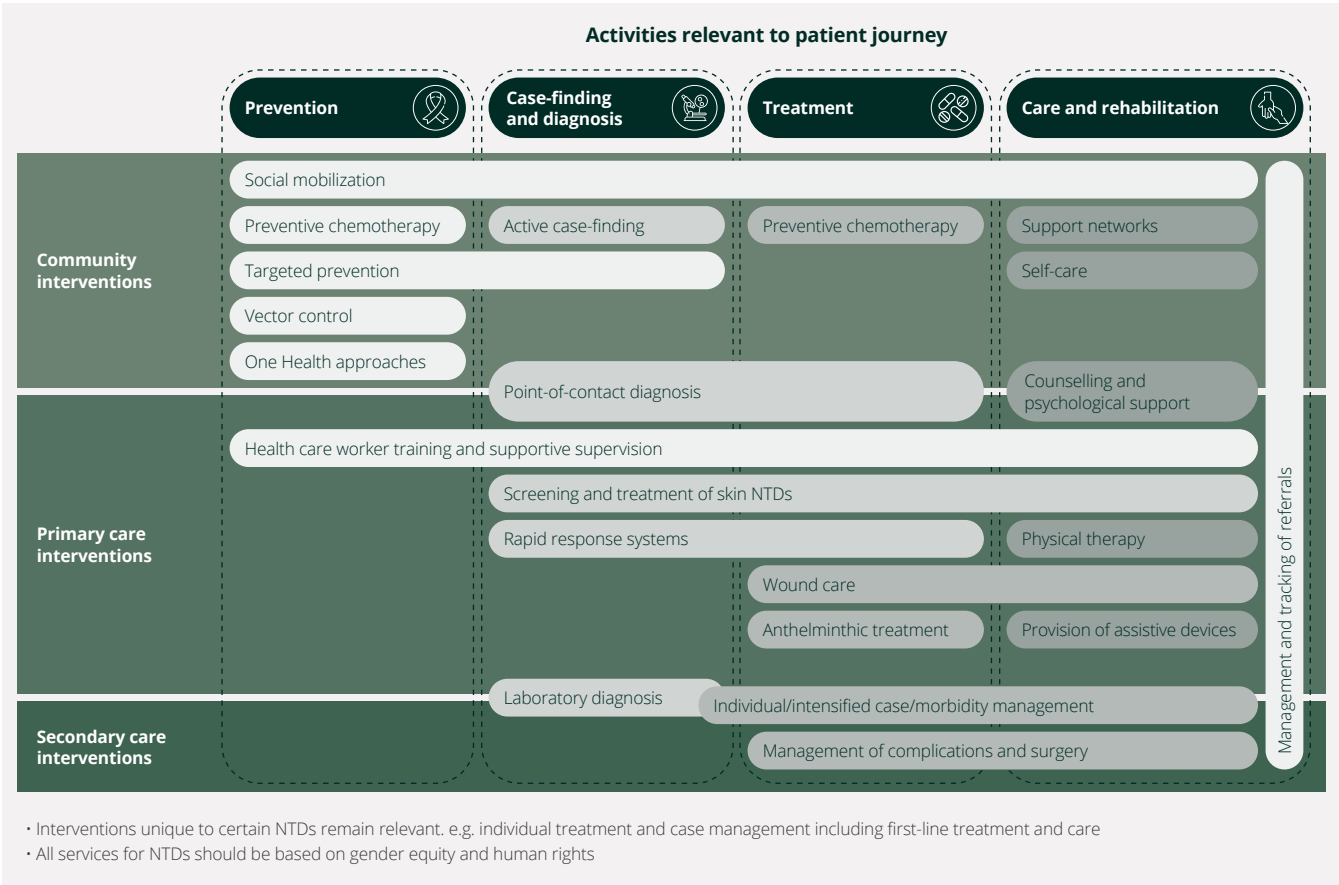 Activities relevant to patient journey
Prevention
Case-finding
and diagnosis
Treatment
Care and rehabilitation
Community
interventions
Social mobilization
Preventive chemotherapy
Active case-finding
Preventive chemotherapy
Support networks
Targeted prevention
Self-care
Vector control
One Health approaches
Point-of-contact diagnosis
Counselling and
psychological support
Primary care
interventions
Health care worker training and supportive supervision
Screening and treatment of skin NTDs
Rapid response systems
Physical therapy
Wound care
Anthelminthic treatment
Provision of assistive devices
Laboratory diagnosis
Individual/intensified case/morbidity management
Secondary care
interventions
Management of complications and surgery
Management and tracking of referrals
• Interventions unique to certain NTDs remain relevant. e.g. individual treatment and case management including first-line treatment and care
• All services for NTDs should be based on gender equity and human rights